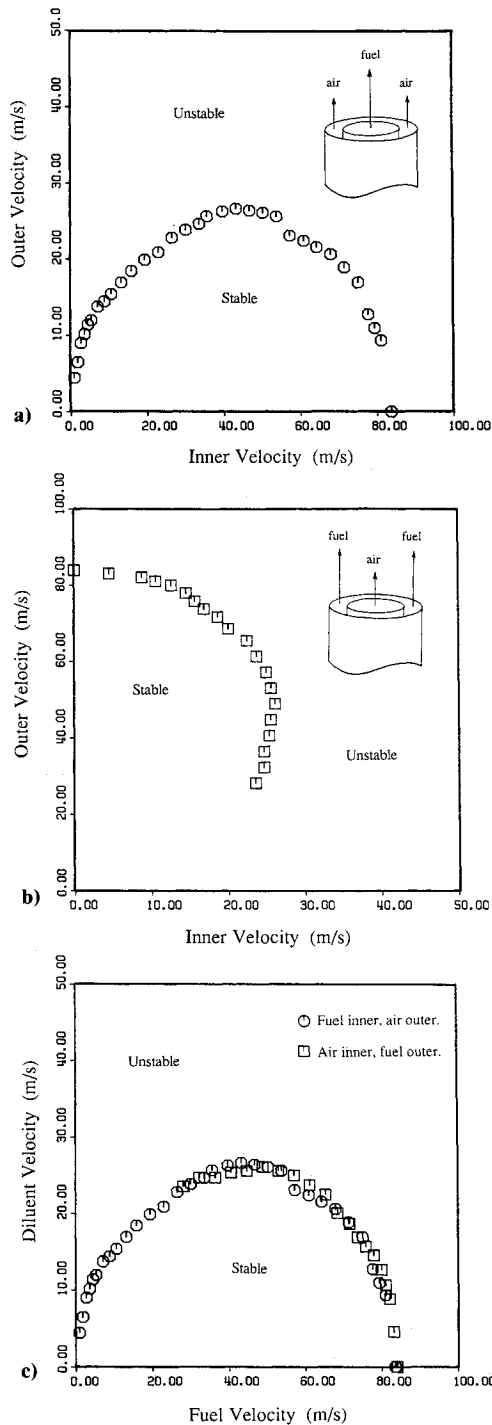 50.0
40.00
30.00
20.00
10.00
0.00
Outer Velocity (m/s)
fuel
air
air
Unstable
Stable
0.00
20.00
40.00
60.00
80.00
100.00
a)
Inner Velocity (m/s)
100.00
80.00
60.00
40.00
20.00
0.00
Outer Velocity (m/s)
fuel
fuel
air
Stable
Unstable
0.00
10.00
20.00
30.00
40.00
50.00
b)
Inner Velocity (m/s)
50.00
40.00
30.00
20.00
10.00
0.00
Diluent Velocity (m/s)
Fuel inner, air outer.
Air inner, fuel outer.
Unstable
Stable
0.00
20.00
40.00
60.00
80.00
100.00
c)
Fuel Velocity (m/s)